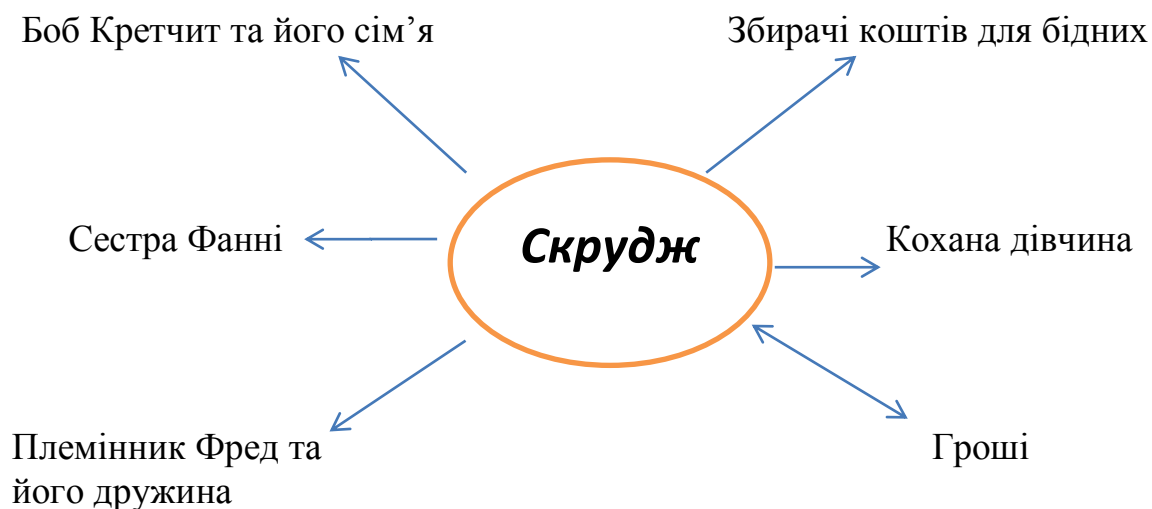 Боб Кретчит та його сім’я
Збирачі коштів для бідних
Сестра Фанні
Скрудж
Кохана дівчина
Племінник Фред та
його дружина
Гроші